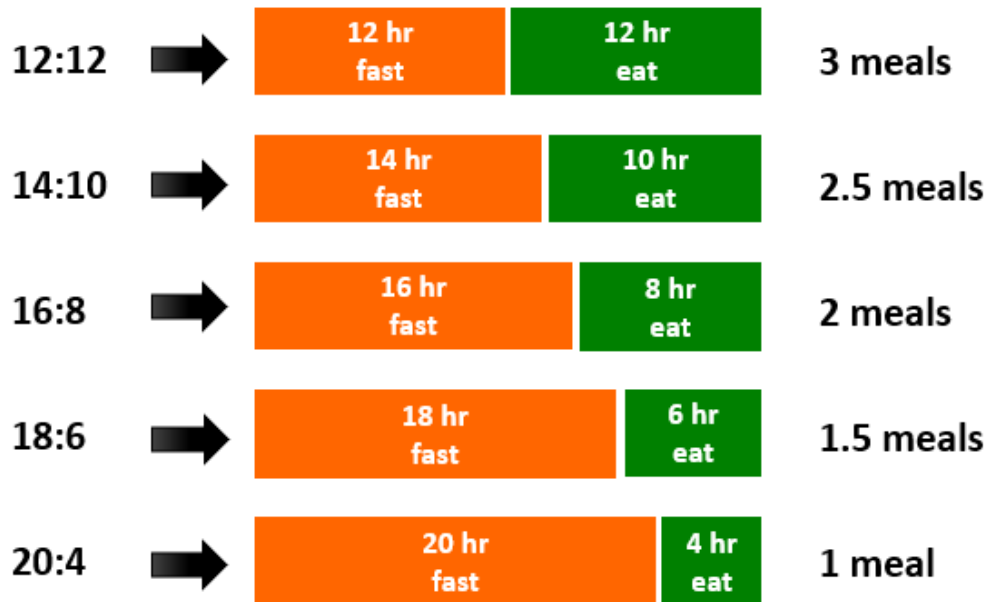 12:12
12 hr
fast
12 hr
eat
3 meals
14:10
14 hr
fast
10 hr
eat
2.5 meals
16:8
16 hr
fast
8 hr
eat
2 meals
18:6
18 hr
fast
6 hr
eat
1.5 meals
20:4
20 hr
fast
4 hr
eat
1 meal